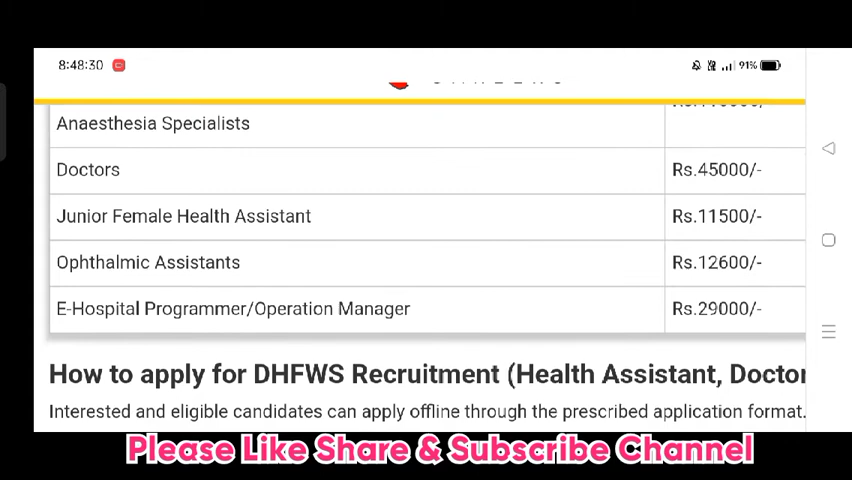 8:48:30
91%
Anaesthesia Specialists
Doctors Rs.45000/-
Junior Female Health Assistant Rs.11500/-
Ophthalmic Assistants Rs.12600/-
E-Hospital Programmer/Operation Manager Rs.29000/-
How to apply for DHFWS Recruitment (Health Assistant, Doctor
Interested and eligible candidates can apply offline through the prescribed application format.
Please Like Share & Subscribe Channel